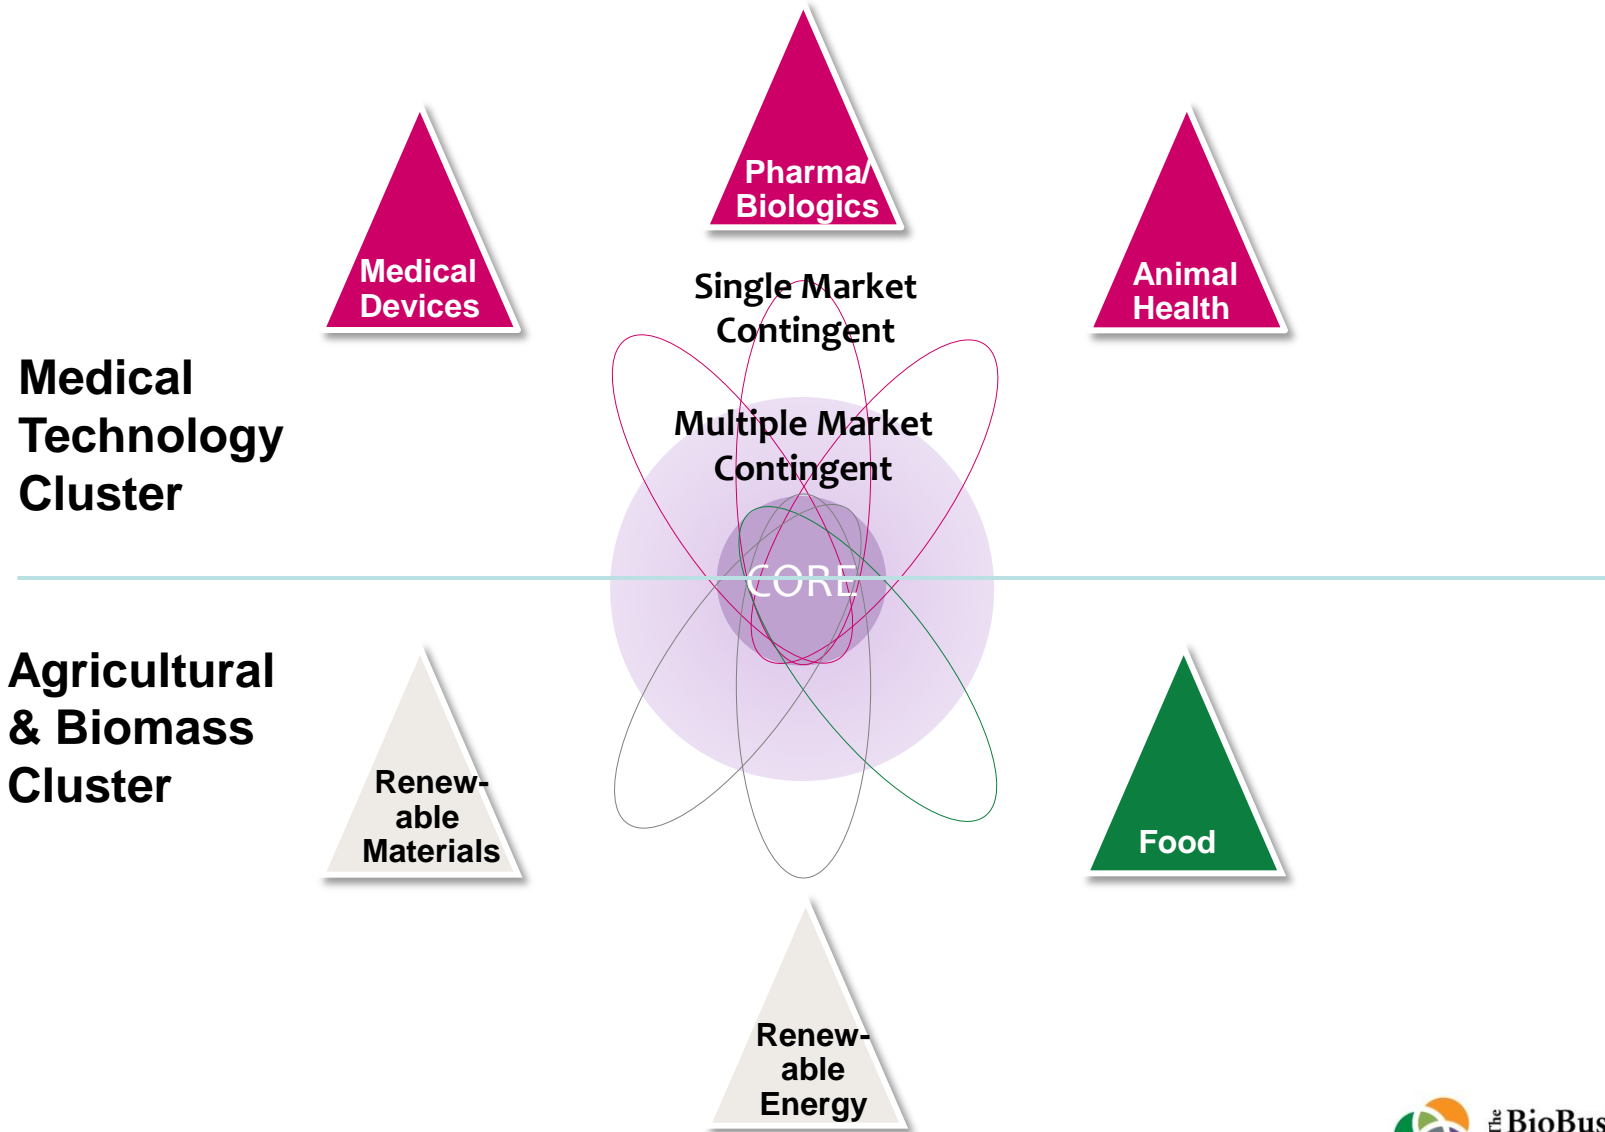 Pharma/
Biologics
Medical
Devices
Animal
Health
Single Market
Contingent
Medical
Technology
Cluster
Multiple Market
Contingent
CORE
Agricultural
& Biomass
Cluster
Renew-
able
Materials
Food
Renew-
able
Energy
The BioBus